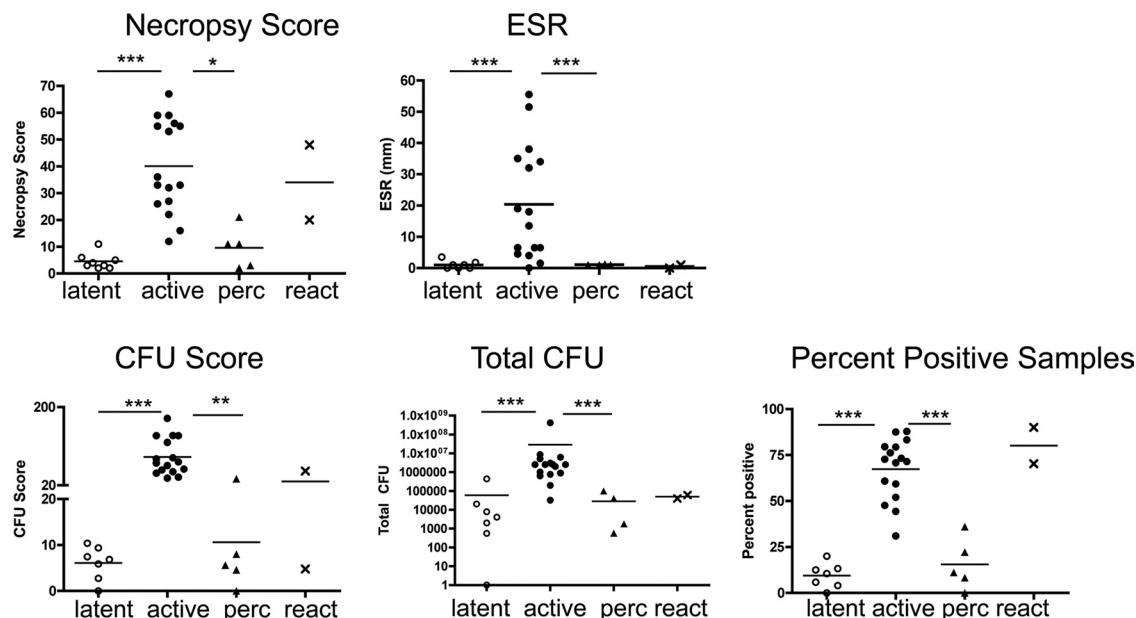 Necropsy Score
ESR
*** *
*** ***
Necropsy Score
70
60
50
40
30
20
10
0
latent active perc react
ESR (mm)
60
50
40
30
20
10
0
latent active perc react
CFU Score
Total CFU
Percent Positive Samples
*** **
*** ***
*** ***
CFU Score
200
20
20
10
0
latent active perc react
Total CFU
1.0x10⁰⁹
1.0x10⁰⁸
1.0x10⁰⁷
1000000
100000
10000
1000
100
10
1
latent active perc react
Percent positive
100
75
50
25
0
latent active perc react